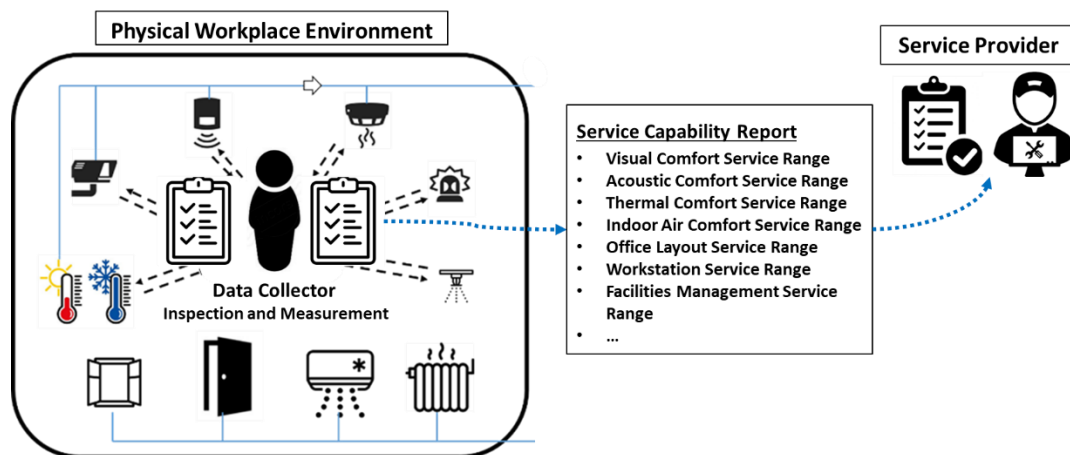 Physical Workplace Environment
Service Provider
Service Capability Report
• Visual Comfort Service Range
• Acoustic Comfort Service Range
• Thermal Comfort Service Range
• Indoor Air Comfort Service Range
• Office Layout Service Range
• Workstation Service Range
• Facilities Management Service
Range
• ...
Data Collector
Inspection and Measurement